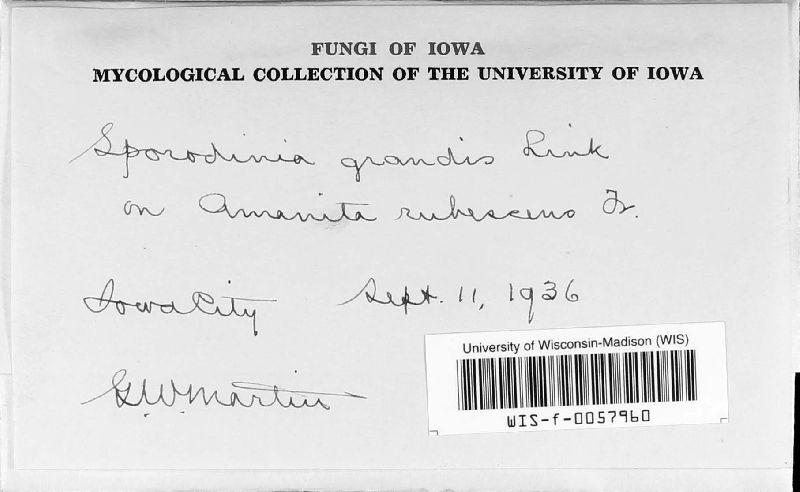 FUNGI OF IOWA
MYCOLOGICAL COLLECTION OF THE UNIVERSITY OF IOWA
Sporodinia grandis Link
on Amanita rubescens Fr.
Iowa City Sept. 11, 1936
G.W. Martin
University of Wisconsin-Madison (WIS)
WIS-f-0057960